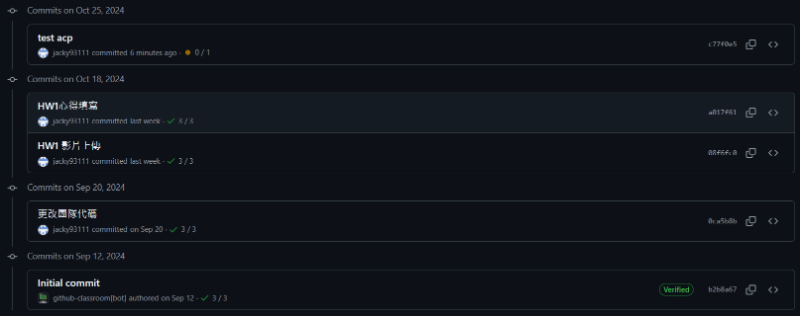 Commits on Oct 25, 2024
test acp
jacky93111 committed 6 minutes ago · 0 / 1
c77f0e5
Commits on Oct 18, 2024
HW1心得填寫
jacky93111 committed last week · 3 / 3
a017f61
HW1 影片上傳
jacky93111 committed last week · 3 / 3
Commits on Sep 20, 2024
更改團隊代碼
jacky93111 committed on Sep 20 · 3 / 3
0ca5b8b
Commits on Sep 12, 2024
Initial commit
github-classroom[bot] authored on Sep 12 · 3 / 3
Verified
b2b8a67